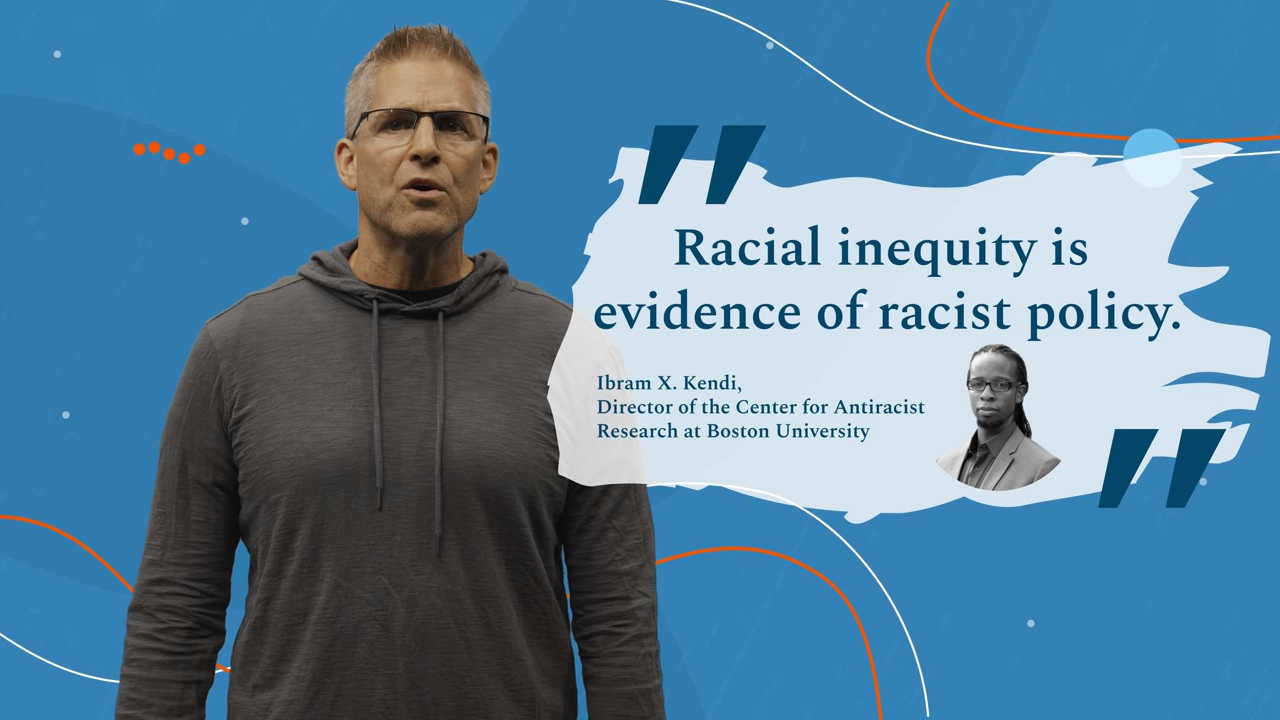 "Racial inequity is
evidence of racist policy."
Ibram X. Kendi,
Director of the Center for Antiracist
Research at Boston University